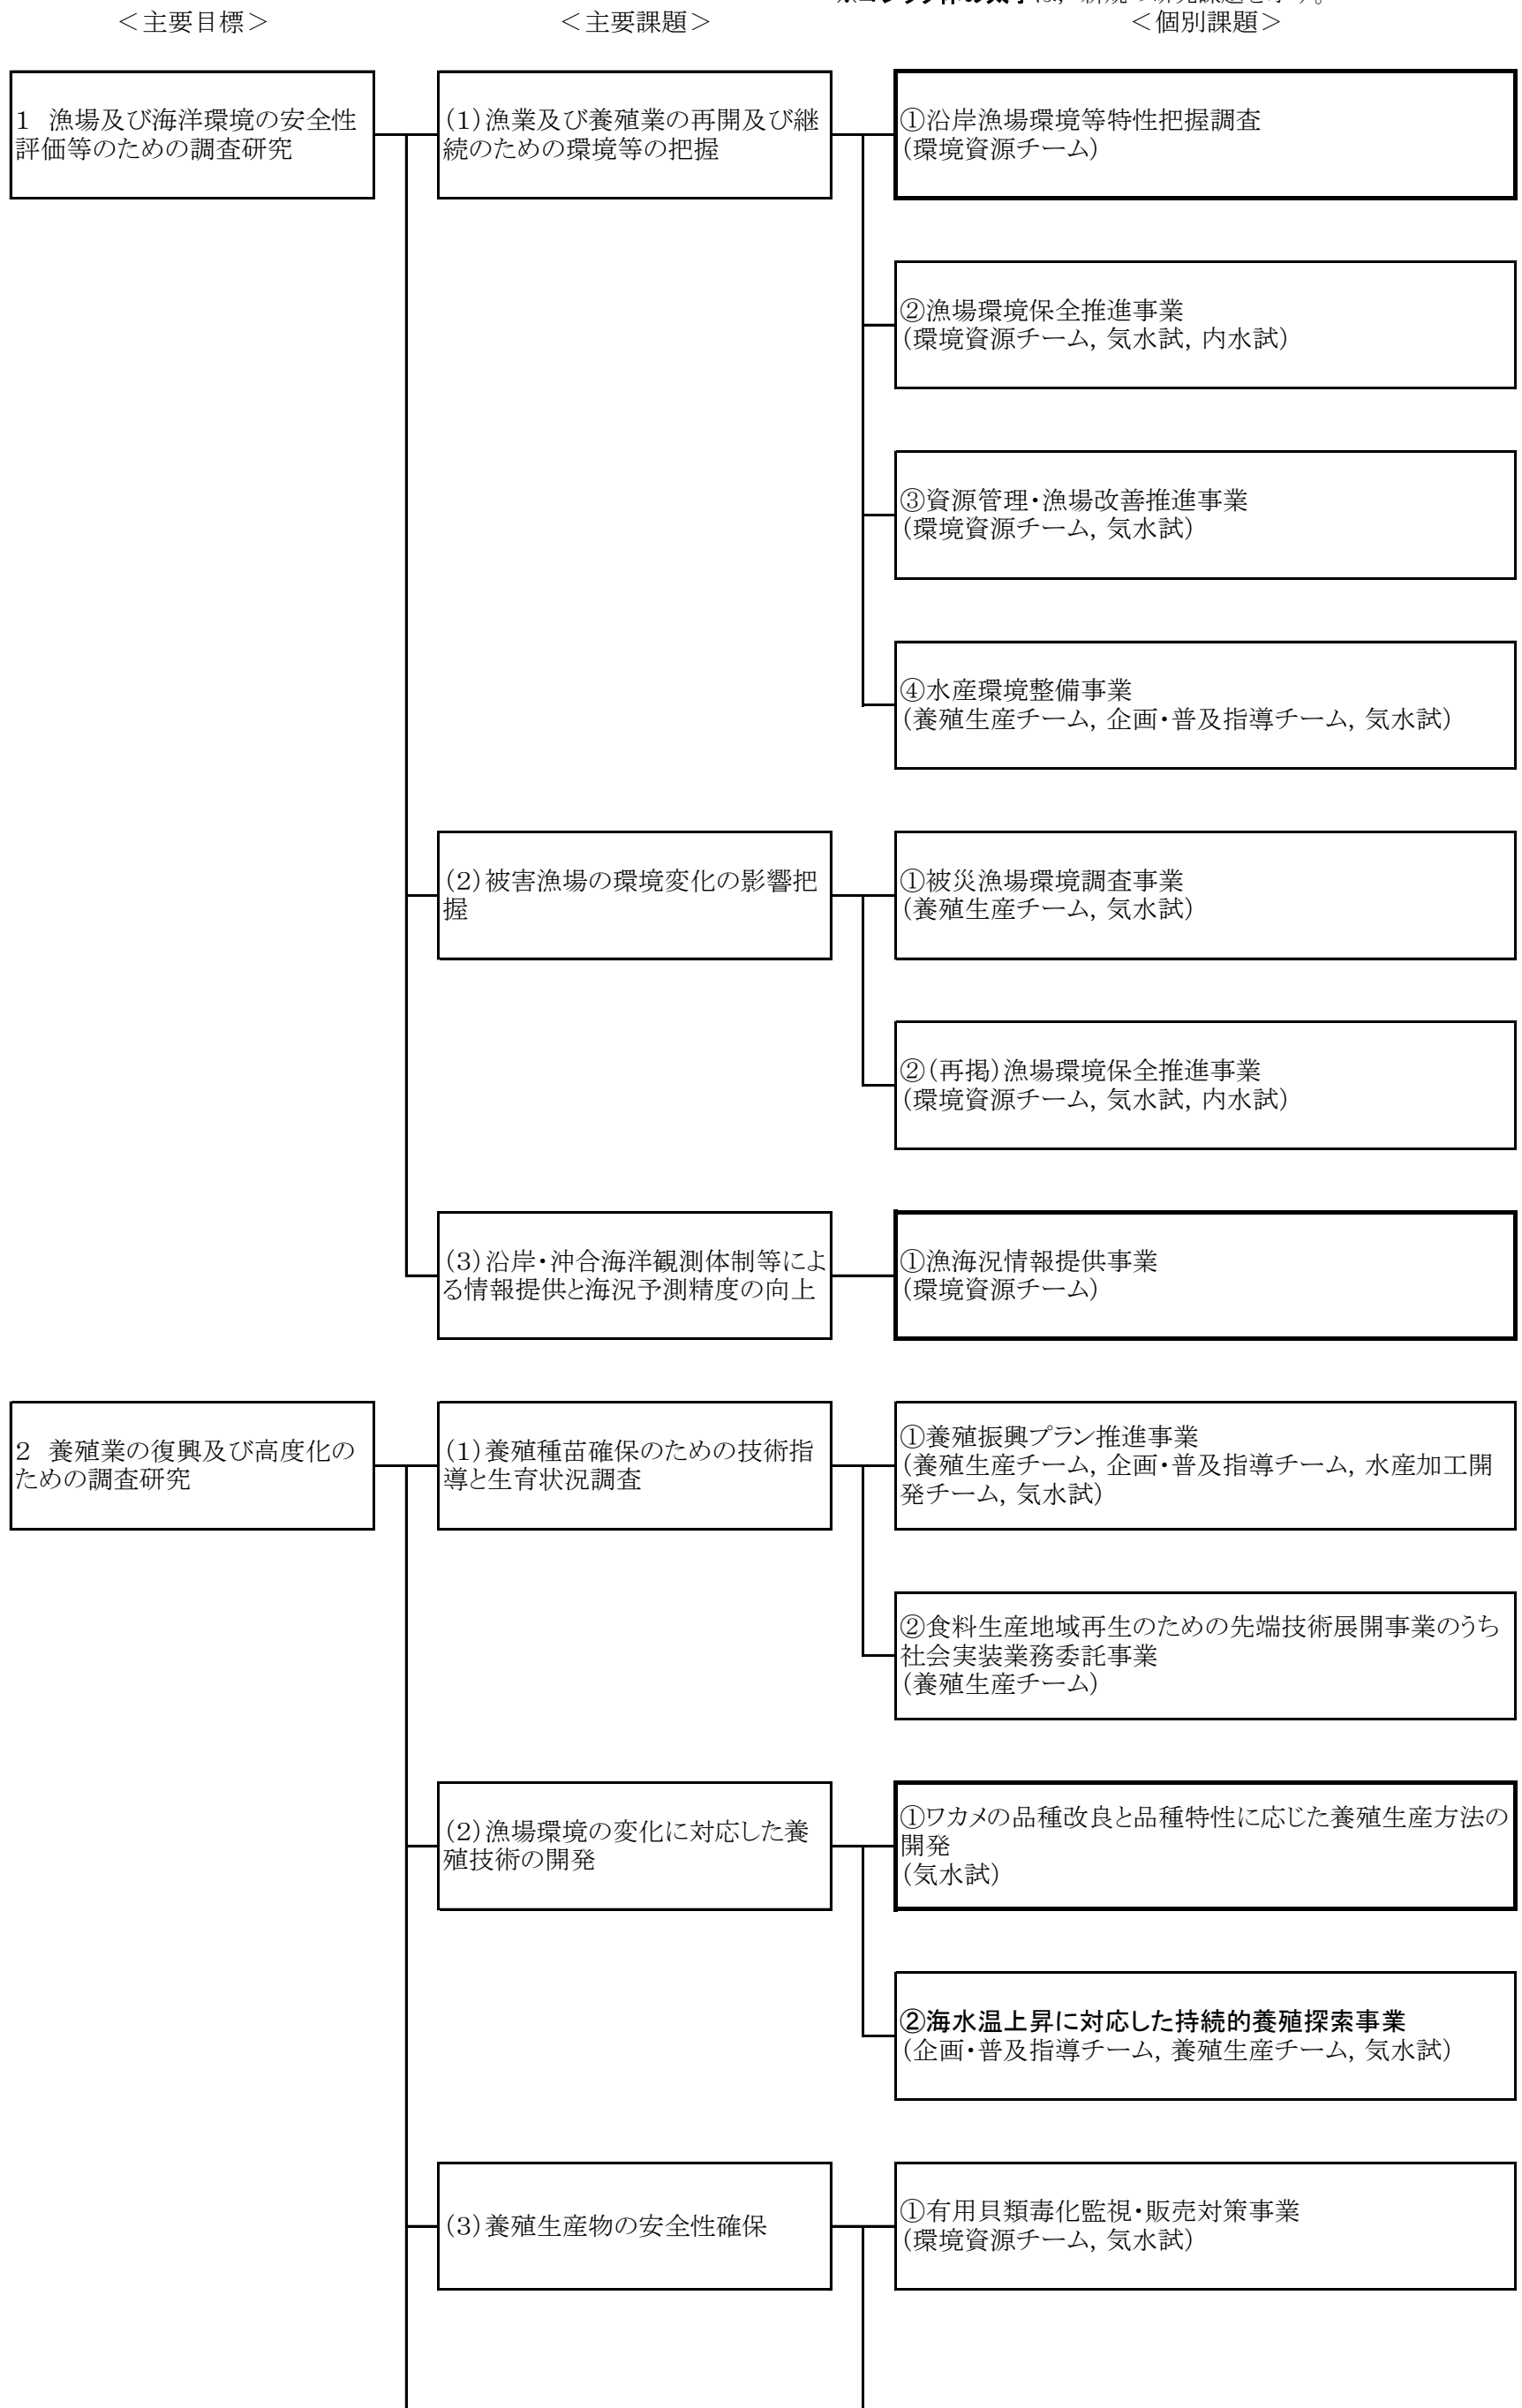 ＜主要目標＞
＜主要課題＞
＜個別課題＞
1　漁場及び海洋環境の安全性
評価等のための調査研究
(1)漁業及び養殖業の再開及び継
続のための環境等の把握
①沿岸漁場環境等特性把握調査
(環境資源チーム)
②漁場環境保全推進事業
(環境資源チーム, 気水試, 内水試)
③資源管理・漁場改善推進事業
(環境資源チーム, 気水試)
④水産環境整備事業
(養殖生産チーム, 企画・普及指導チーム, 気水試)
(2)被害漁場の環境変化の影響把
握
①被災漁場環境調査事業
(養殖生産チーム, 気水試)
②(再掲)漁場環境保全推進事業
(環境資源チーム, 気水試, 内水試)
(3)沿岸・沖合海洋観測体制等によ
る情報提供と海況予測精度の向上
①漁海況情報提供事業
(環境資源チーム)
2　養殖業の復興及び高度化の
ための調査研究
(1)養殖種苗確保のための技術指
導と生育状況調査
①養殖振興プラン推進事業
(養殖生産チーム, 企画・普及指導チーム, 水産加工開
発チーム, 気水試)
②食料生産地域再生のための先端技術展開事業のうち
社会実装業務委託事業
(養殖生産チーム)
(2)漁場環境の変化に対応した養
殖技術の開発
①ワカメの品種改良と品種特性に応じた養殖生産方法の
開発
(気水試)
②海水温上昇に対応した持続的養殖探索事業
(企画・普及指導チーム, 養殖生産チーム, 気水試)
(3)養殖生産物の安全性確保
①有用貝類毒化監視・販売対策事業
(環境資源チーム, 気水試)